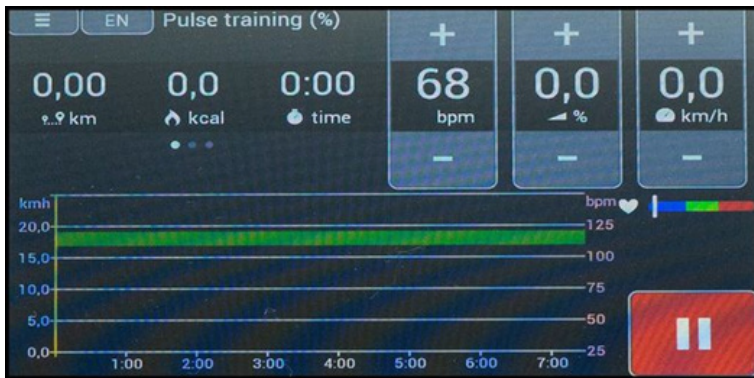 EN Pulse training (%)
+ + +
0,00 0,0 0:00 68 0,0 0,0
km kcal time bpm % km/h
- - -
kmh bpm
20,0 125
15,0 100
10,0 75
5,0 50
0,0 25
1:00 2:00 3:00 4:00 5:00 6:00 7:00